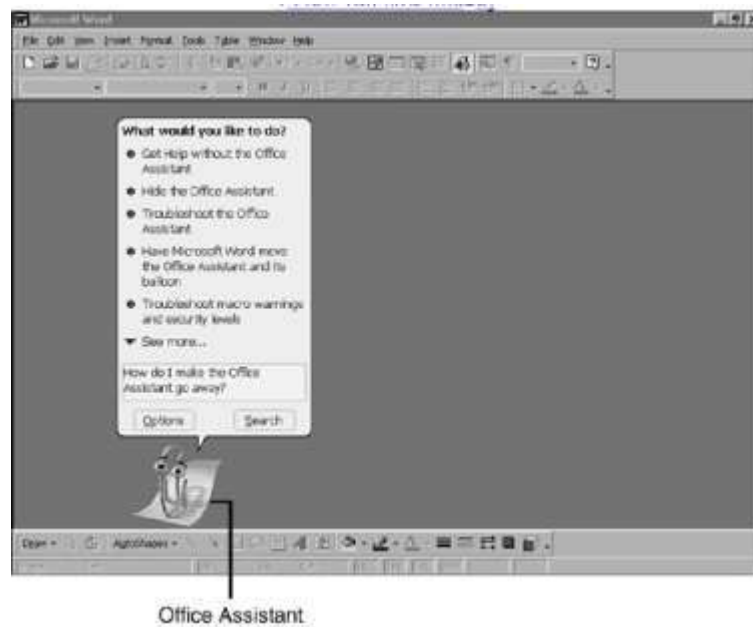 Microsoft Word
File Edit View Insert Format Tools Table Window Help
What would you like to do?
Get Help without the Office
Assistant
Hide the Office Assistant
Troubleshoot the Office
Assistant
Have Microsoft Word move
the Office Assistant and its
balloon
Troubleshoot macro warnings
and security levels
See more...
How do I make the Office
Assistant go away?
Options Search
Draw AutoShapes
Office Assistant